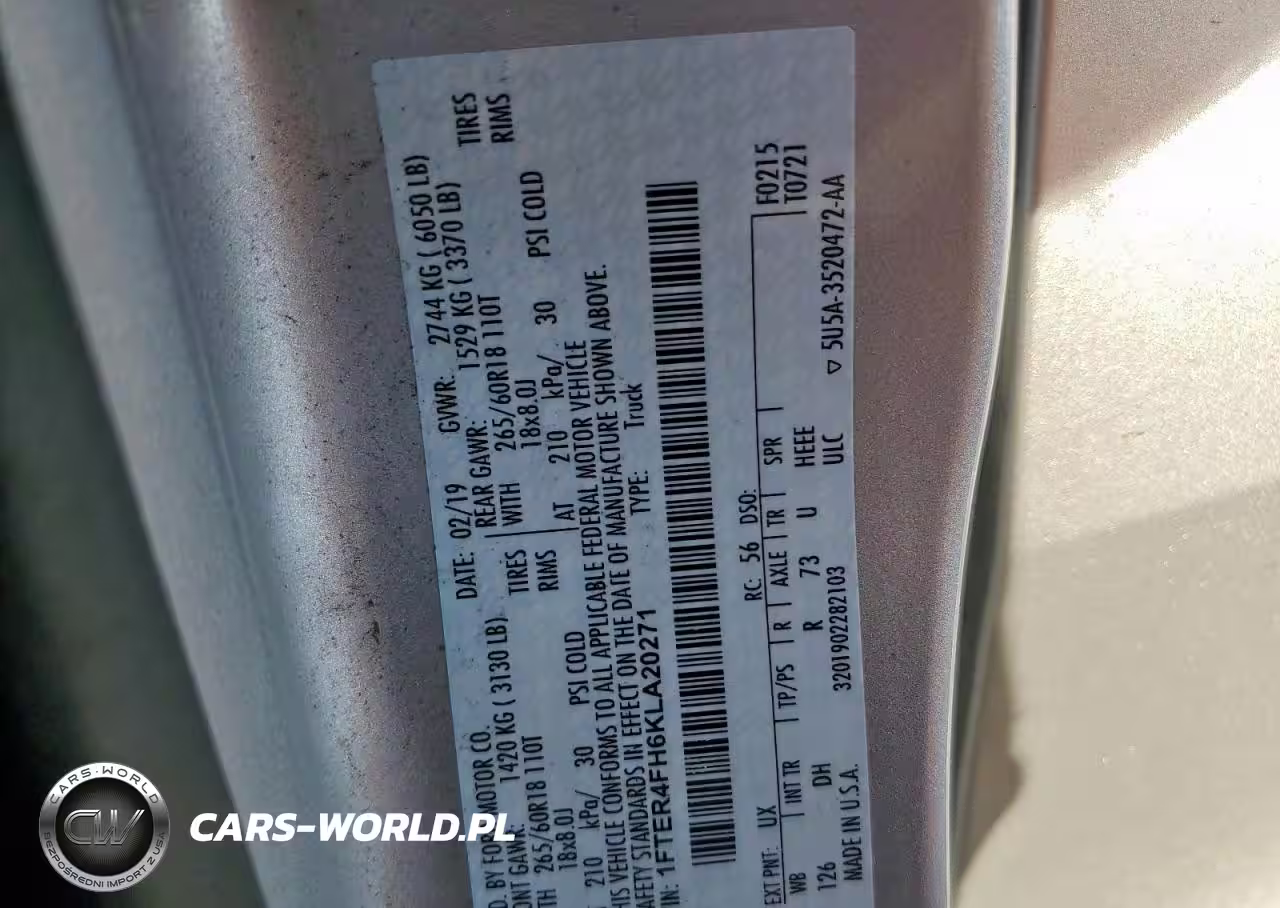 D. BY FORD MOTOR CO.
DATE: 02/19 GVWR: 2744 KG ( 6050 LB)
ONT GAWR: 1420 KG ( 3130 LB) REAR GAWR: 1529 KG ( 3370 LB)
TH 265/60R18 110T TIRES WITH 265/60R18 110T TIRES
18x8.0J RIMS 18x8.0J RIMS
210 kPa/ 30 PSI COLD AT 210 kPa/ 30 PSI COLD
HIS VEHICLE CONFORMS TO ALL APPLICABLE FEDERAL MOTOR VEHICLE
AFETY STANDARDS IN EFFECT ON THE DATE OF MANUFACTURE SHOWN ABOVE.
IN: 1FTER4FH6KLA20271 TYPE: Truck
F0215
T0721
EXT PNT: UX RC: 56 DSO:
WB INT TR TP/PS R AXLE TR SPR
126 DH R 73 U HEEE
MADE IN U.S.A. 3201902282103 ULC ▽ 5U5A-3520472-AA
CARS-WORLD
CW
BEZPOŚREDNI IMPORT Z USA
CARS-WORLD.PL